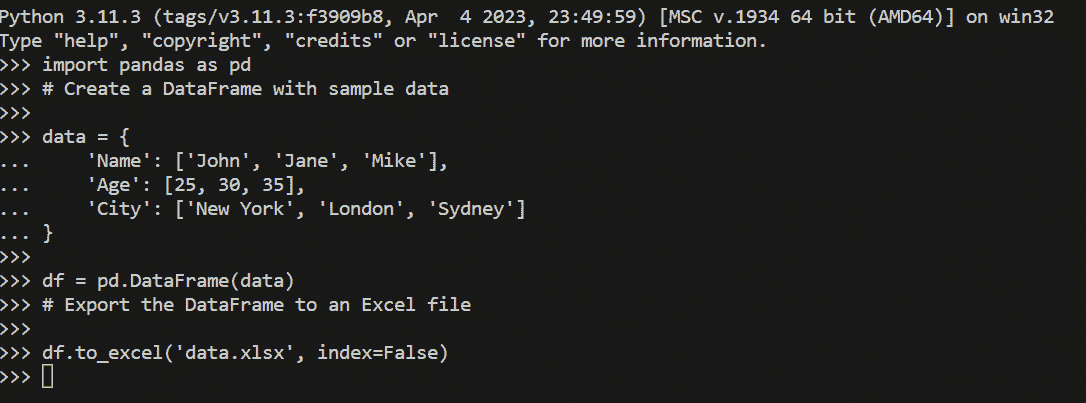 Python 3.11.3 (tags/v3.11.3:f3909b8, Apr  4 2023, 23:49:59) [MSC v.1934 64 bit (AMD64)] on win32
Type "help", "copyright", "credits" or "license" for more information.
>>> import pandas as pd
>>> # Create a DataFrame with sample data
>>>
>>> data = {
...     'Name': ['John', 'Jane', 'Mike'],
...     'Age': [25, 30, 35],
...     'City': ['New York', 'London', 'Sydney']
... }
>>>
>>> df = pd.DataFrame(data)
>>> # Export the DataFrame to an Excel file
>>>
>>> df.to_excel('data.xlsx', index=False)
>>>